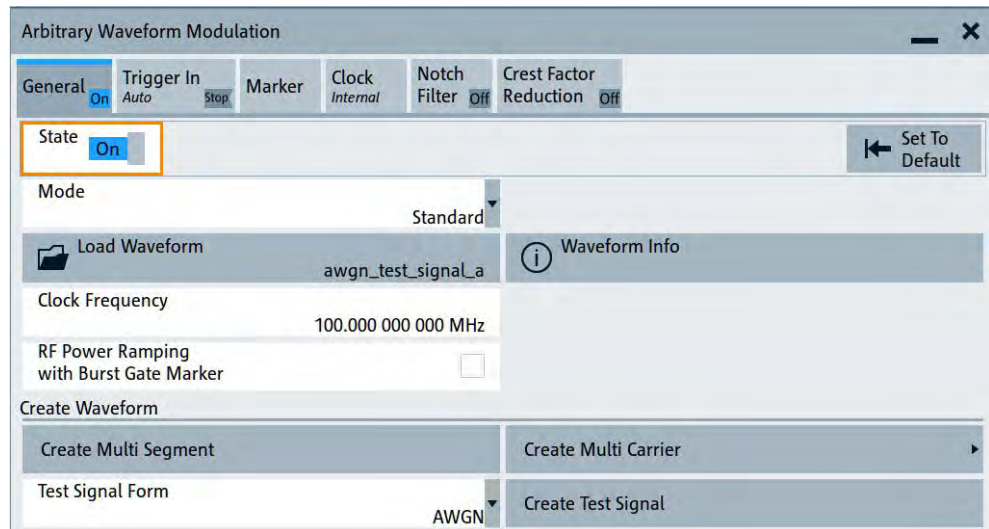 Arbitrary Waveform Modulation
General On
Trigger In
Auto Stop
Marker
Clock
Internal
Notch
Filter Off
Crest Factor
Reduction Off
State On
Set To
Default
Mode
Standard
Load Waveform
awgn_test_signal_a
Waveform Info
Clock Frequency
100.000 000 000 MHz
RF Power Ramping
with Burst Gate Marker
Create Waveform
Create Multi Segment
Create Multi Carrier
Test Signal Form
AWGN
Create Test Signal